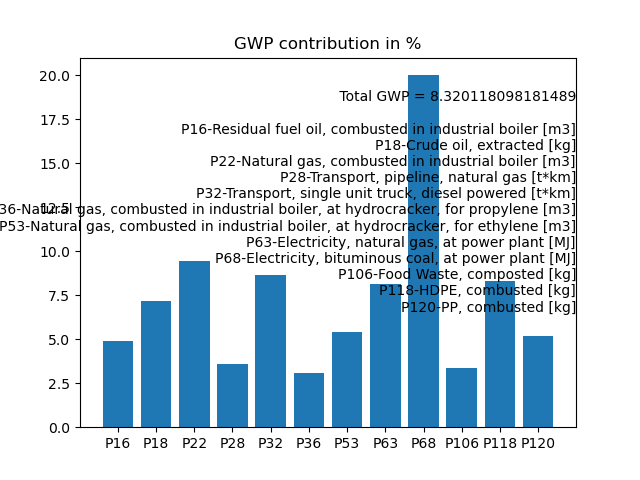 GWP contribution in %
20.0
Total GWP = 8.320118098181489
17.5
P16-Residual fuel oil, combusted in industrial boiler [m3]
P18-Crude oil, extracted [kg]
15.0
P22-Natural gas, combusted in industrial boiler [m3]
P28-Transport, pipeline, natural gas [t*km]
P32-Transport, single unit truck, diesel powered [t*km]
12.5
36-Natural gas, combusted in industrial boiler, at hydrocracker, for propylene [m3]
P53-Natural gas, combusted in industrial boiler, at hydrocracker, for ethylene [m3]
P63-Electricity, natural gas, at power plant [MJ]
10.0
P68-Electricity, bituminous coal, at power plant [MJ]
P106-Food Waste, composted [kg]
7.5
P118-HDPE, combusted [kg]
P120-PP, combusted [kg]
5.0
2.5
0.0
P16 P18 P22 P28 P32 P36 P53 P63 P68 P106 P118 P120